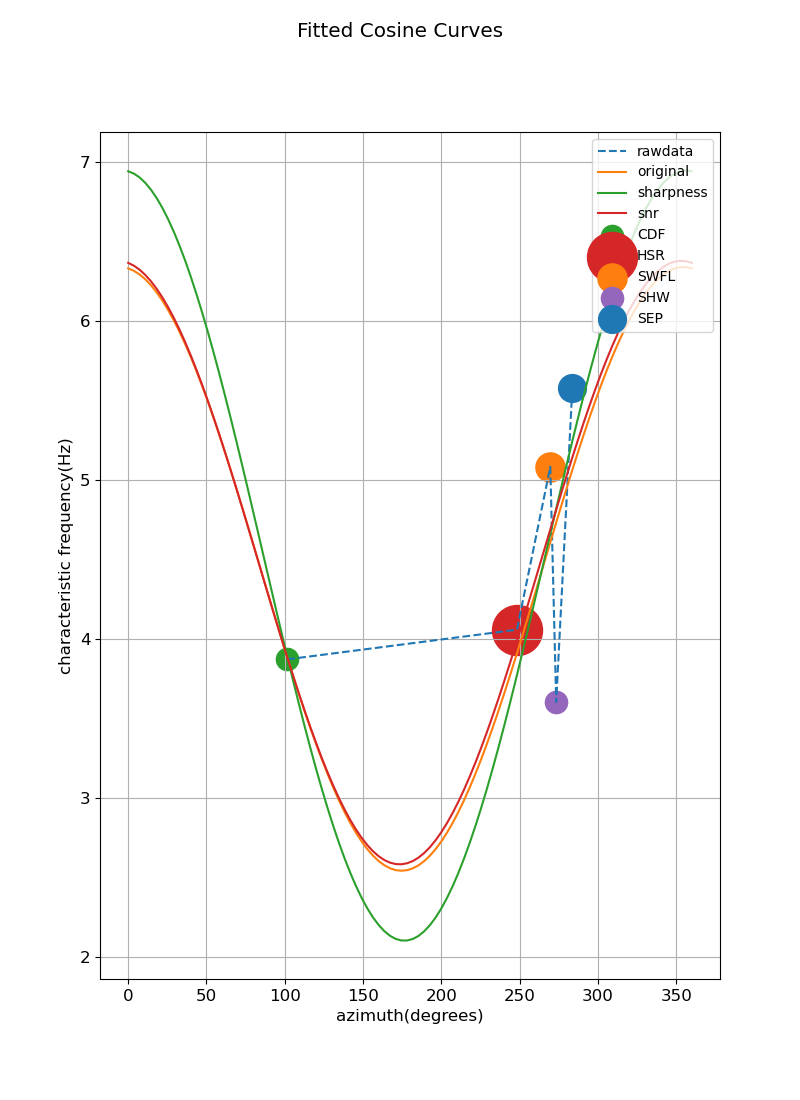 Fitted Cosine Curves
7
6
5
4
3
2
characteristic frequency(Hz)
0 50 100 150 200 250 300 350
azimuth(degrees)
rawdata
original
sharpness
snr
CDF
HSR
SWFL
SHW
SEP